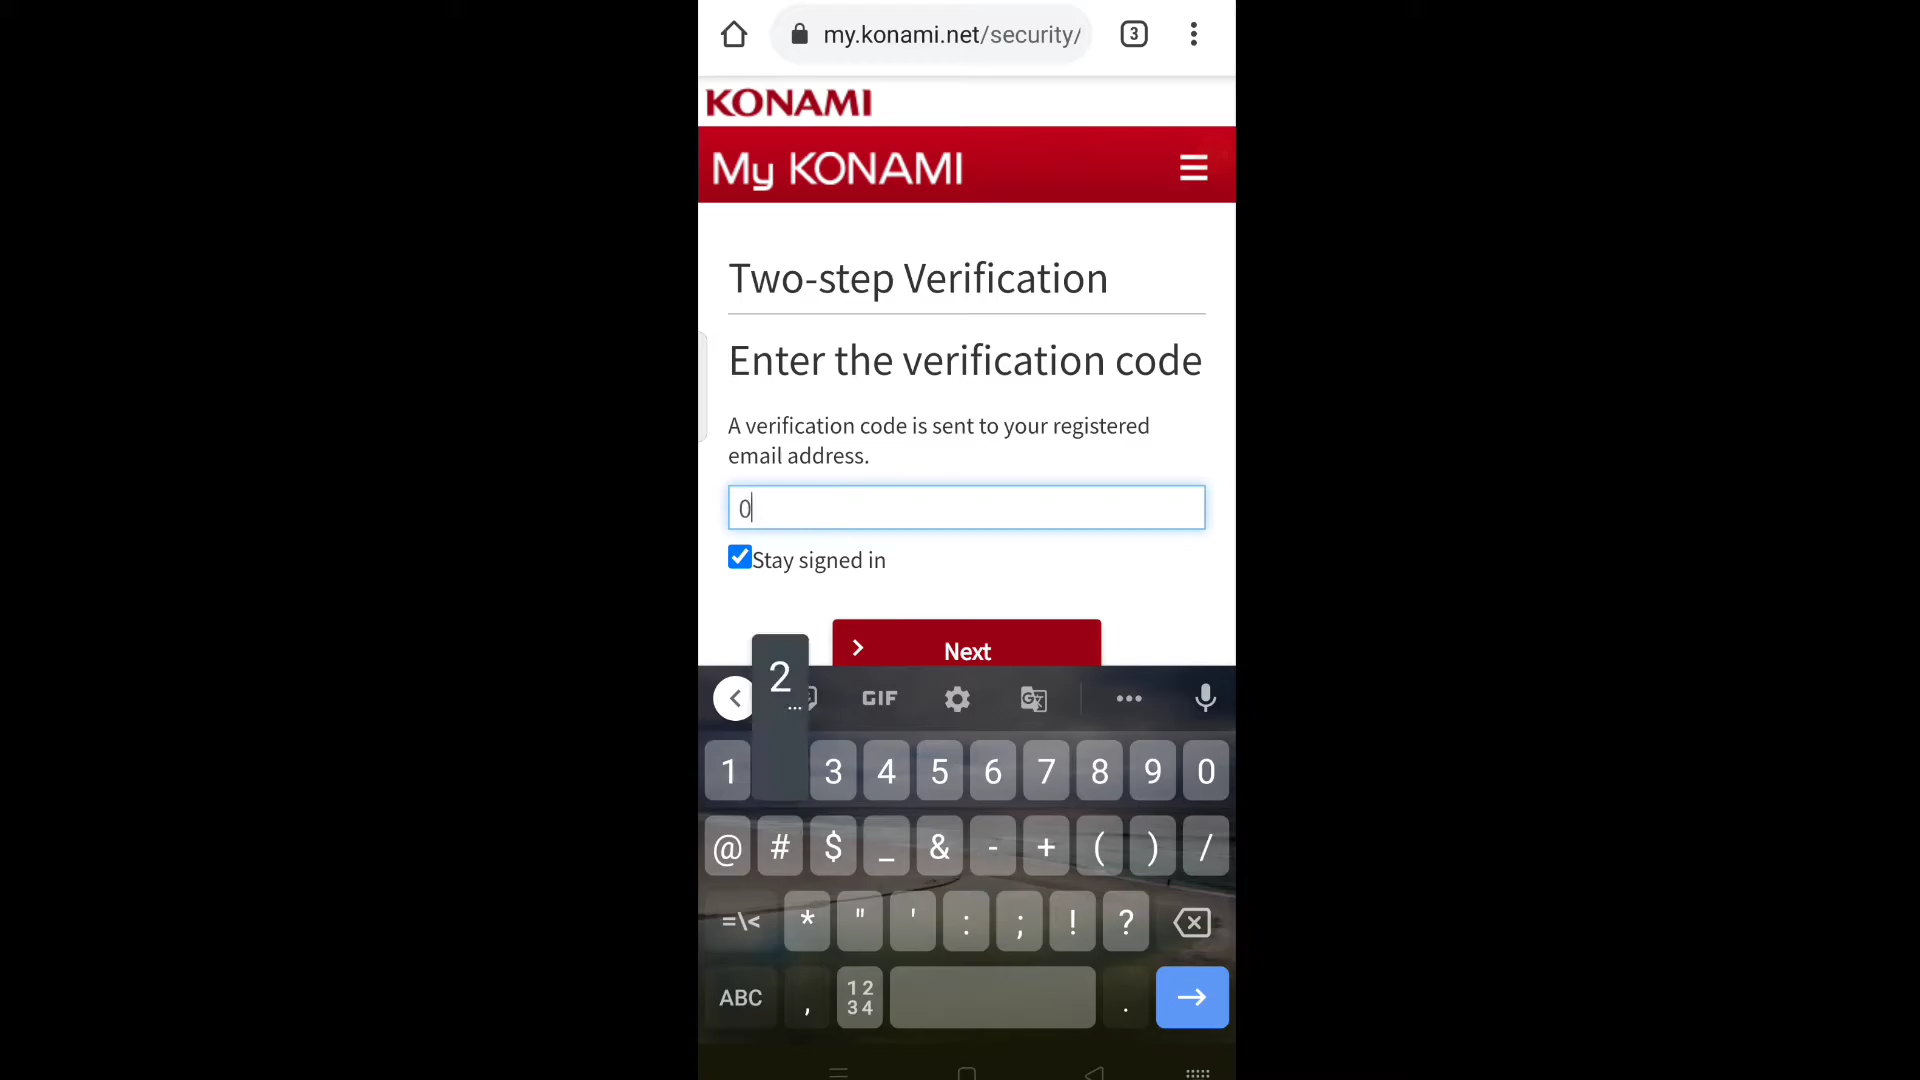 my.konami.net/security/
3
KONAMI
My KONAMI
Two-step Verification
Enter the verification code
A verification code is sent to your registered
email address.
0
Stay signed in
Next
2
...
GIF
1 3 4 5 6 7 8 9 0
@ # $ _ & - + ( ) /
=\< * " ' : ; ! ?
ABC , 1 2 3 4 .